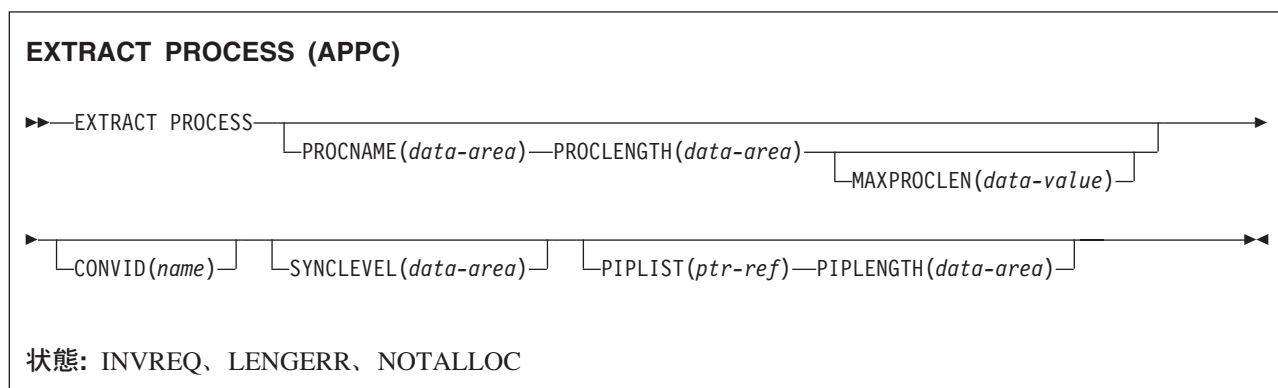 EXTRACT PROCESS (APPC)
EXTRACT PROCESS
PROCNAME(data-area) PROCLENGTH(data-area)
MAXPROCLEN(data-value)
CONVID(name) SYNCLEVEL(data-area) PIPLIST(ptr-ref) PIPLENGTH(data-area)
状態: INVREQ、LENGERR、NOTALLOC